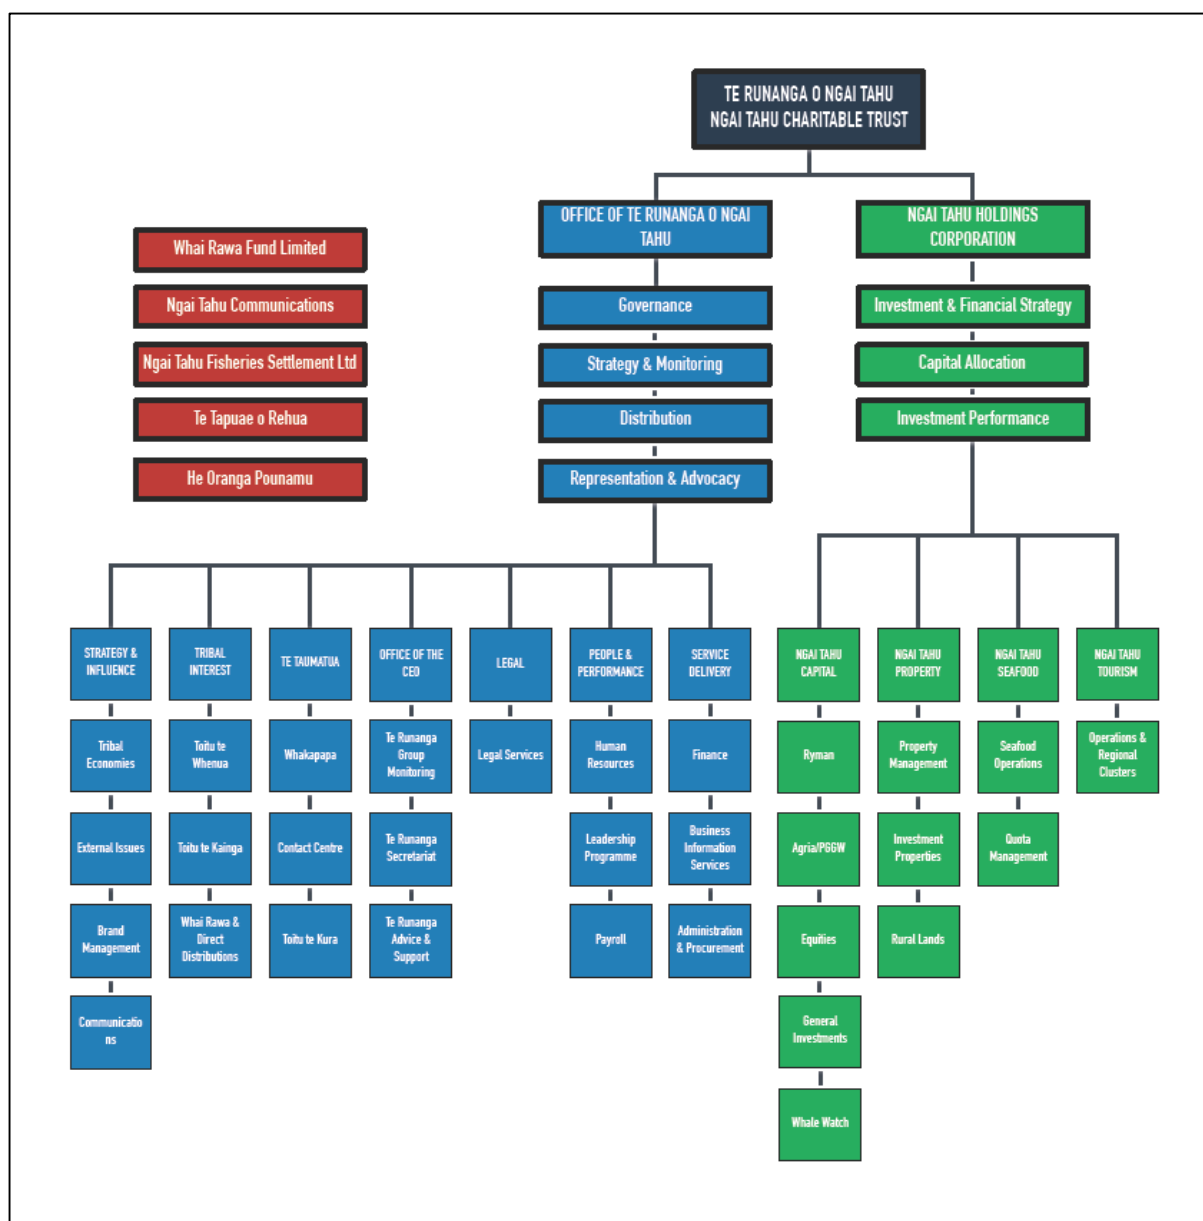 TE RUNANGA O NGAI TAHU
NGAI TAHU CHARITABLE TRUST
OFFICE OF TE RUNANGA O NGAI
TAHU
NGAI TAHU HOLDINGS
CORPORATION
Whai Rawa Fund Limited
Ngai Tahu Communications
Ngai Tahu Fisheries Settlement Ltd
Te Tapuae o Rehua
He Oranga Pounamu
Governance
Strategy & Monitoring
Distribution
Representation & Advocacy
Investment & Financial Strategy
Capital Allocation
Investment Performance
STRATEGY &
INFLUENCE
Tribal
Economies
External Issues
Brand
Management
Communicatio
ns
TRIBAL
INTEREST
Toitu te
Whenua
Toitu te Kainga
Whai Rawa &
Direct
Distributions
TE TAUMATUA
Whakapapa
Contact Centre
Toitu te Kura
OFFICE OF THE
CEO
Te Runanga
Group
Monitoring
Te Runanga
Secretariat
Te Runanga
Advice &
Support
LEGAL
Legal Services
PEOPLE &
PERFORMANCE
Human
Resources
Leadership
Programme
Payroll
SERVICE
DELIVERY
Finance
Business
Information
Services
Administration
& Procurement
NGAI TAHU
CAPITAL
Ryman
Agria/PGGW
Equities
General
Investments
Whale Watch
NGAI TAHU
PROPERTY
Property
Management
Investment
Properties
Rural Lands
NGAI TAHU
SEAFOOD
Seafood
Operations
Quota
Management
NGAI TAHU
TOURISM
Operations &
Regional
Clusters